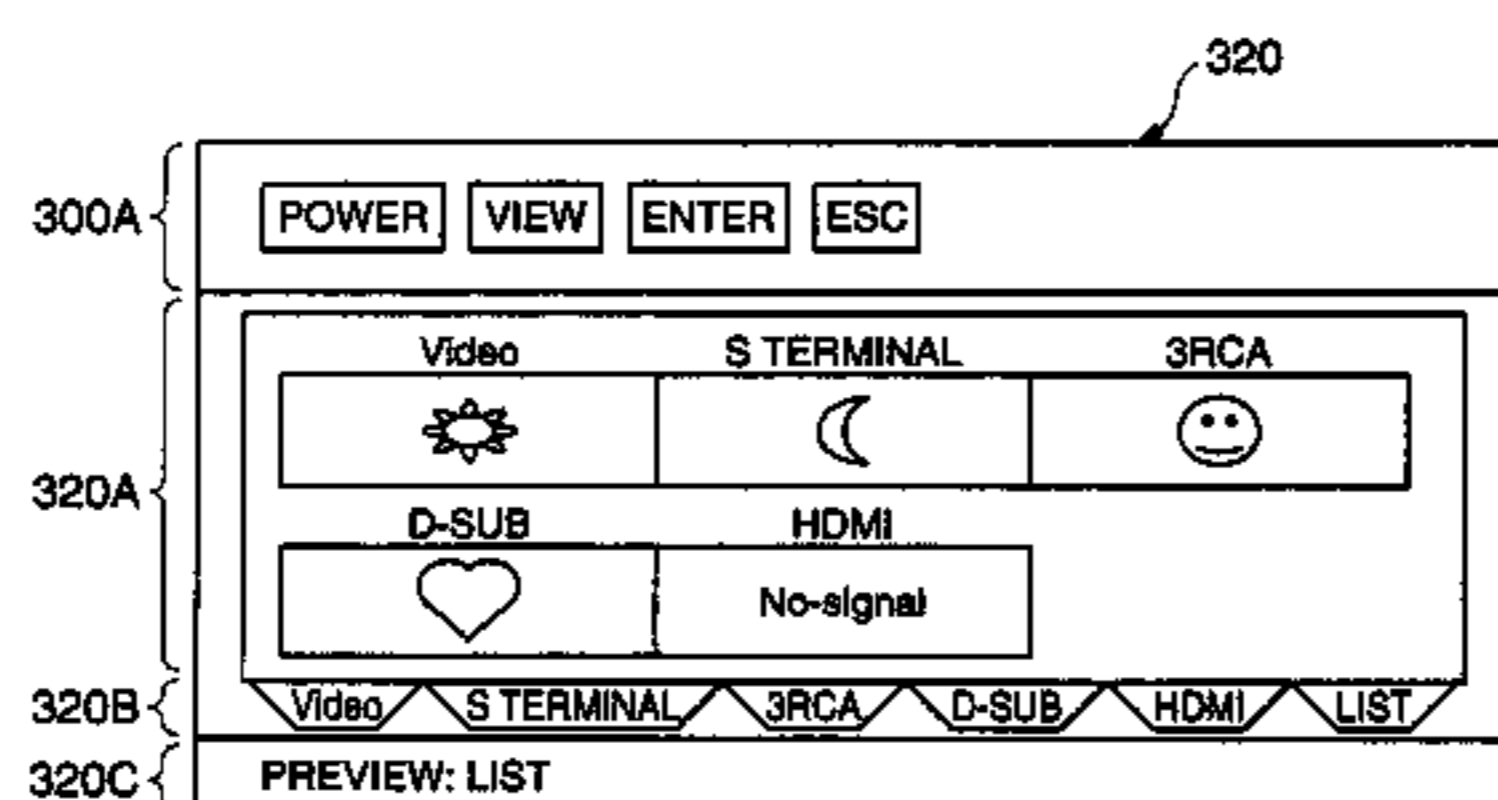 320
300A
POWER VIEW ENTER ESC
320A
Video S TERMINAL 3RCA
D-SUB HDMI
No-signal
320B
Video S TERMINAL 3RCA D-SUB HDMI LIST
320C
PREVIEW: LIST